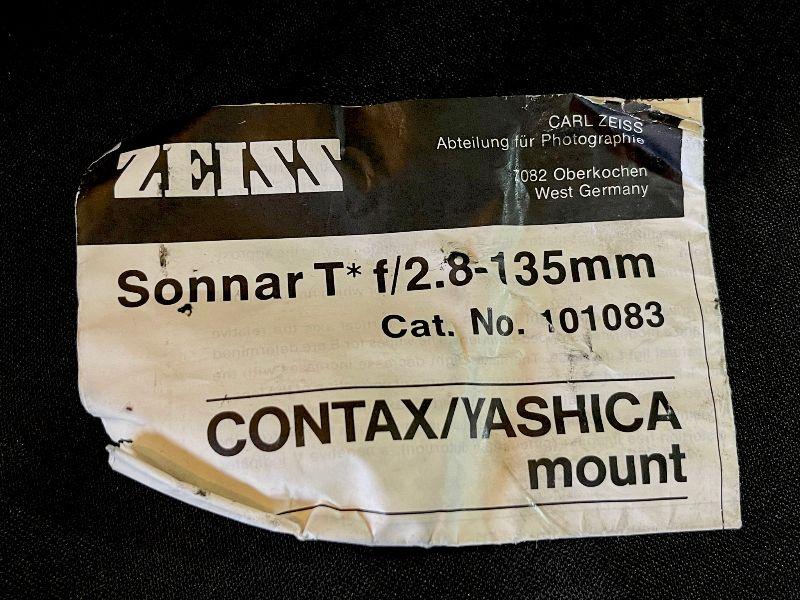 ZEISS
CARL ZEISS
Abteilung für Photographie
7082 Oberkochen
West Germany
Sonnar T* f/2.8-135mm
Cat. No. 101083
CONTAX/YASHICA
mount